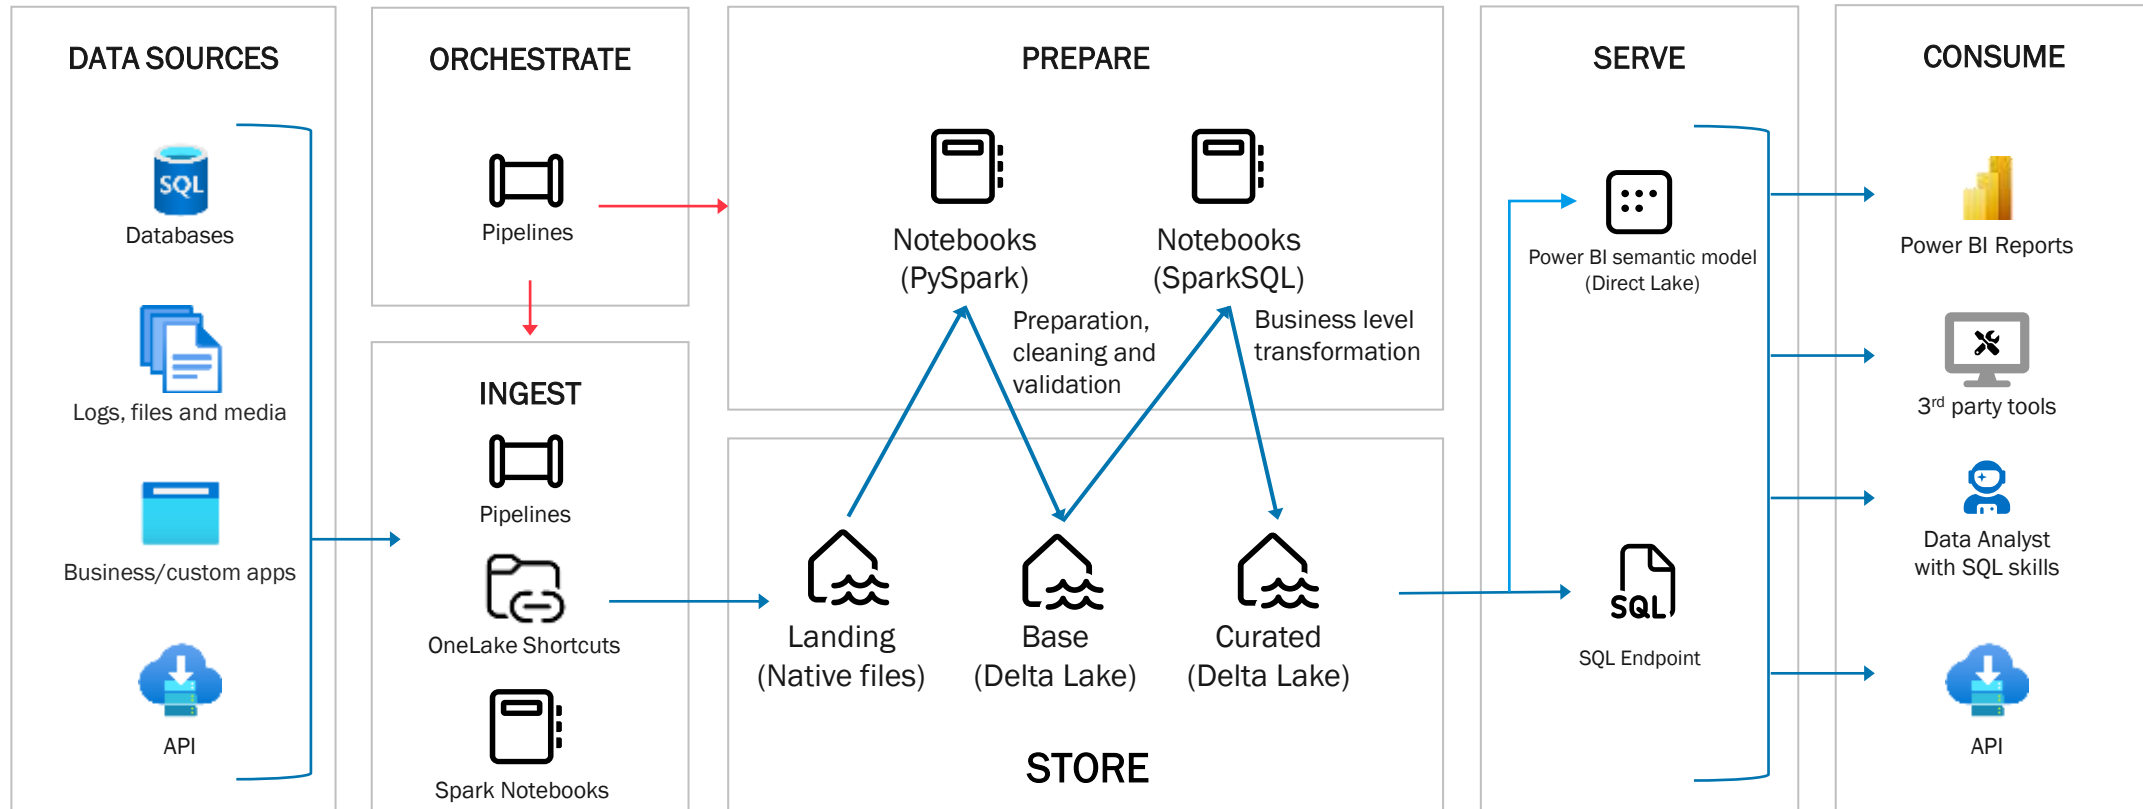 DATA SOURCES
SQL
Databases
Logs, files and media
Business/custom apps
API
ORCHESTRATE
Pipelines
INGEST
Pipelines
OneLake Shortcuts
Spark Notebooks
PREPARE
Notebooks
(PySpark)
Notebooks
(SparkSQL)
Preparation,
cleaning and
validation
Business level
transformation
Landing
(Native files)
Base
(Delta Lake)
Curated
(Delta Lake)
STORE
SERVE
Power BI semantic model
(Direct Lake)
SQL
SQL Endpoint
CONSUME
Power BI Reports
3rd party tools
Data Analyst
with SQL skills
API